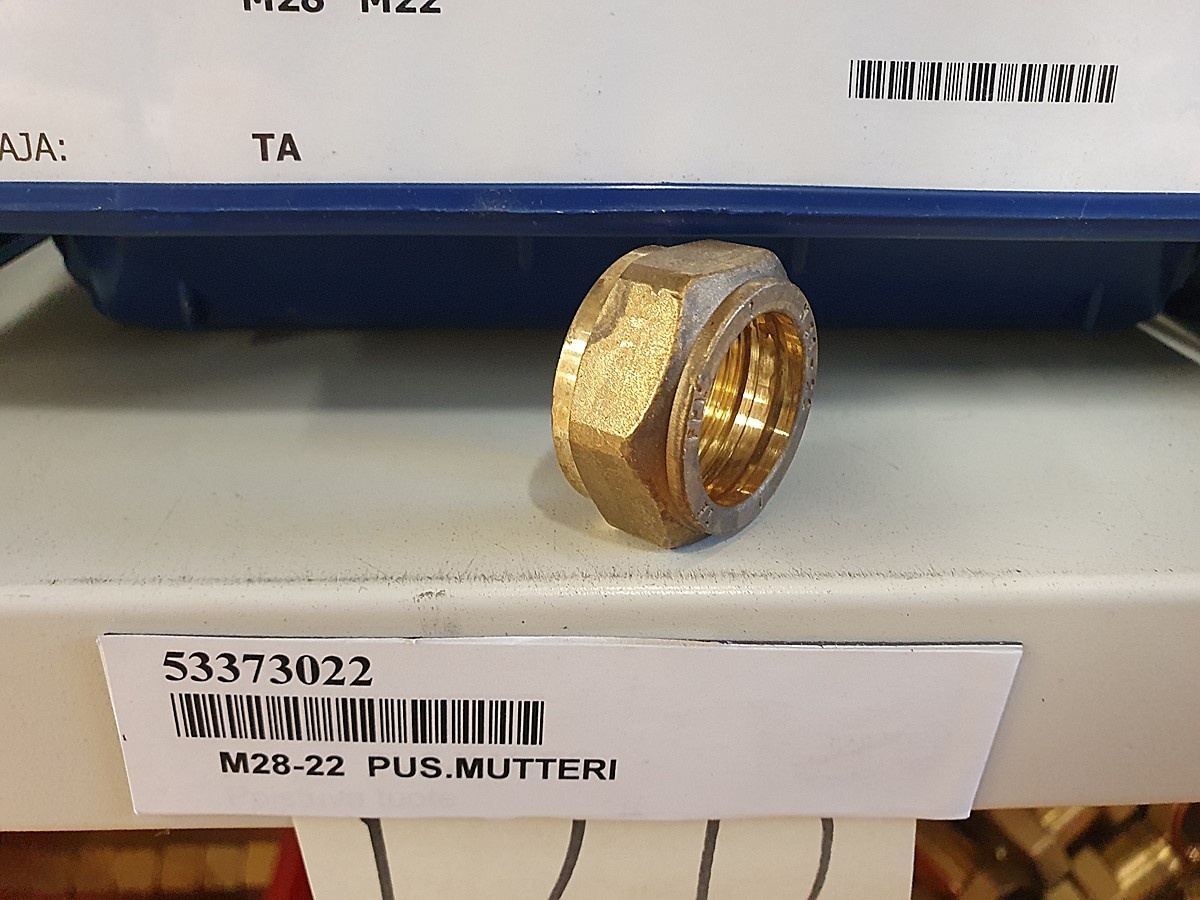 M28 M22
AJA:
TA
53373022
M28-22 PUS.MUTTERI